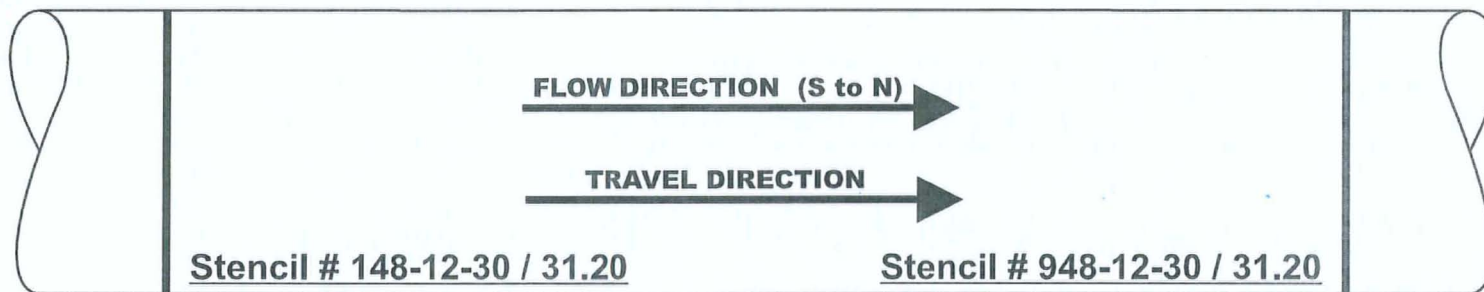 FLOW DIRECTION (S to N)
TRAVEL DIRECTION
Stencil # 148-12-30 / 31.20
Stencil # 948-12-30 / 31.20